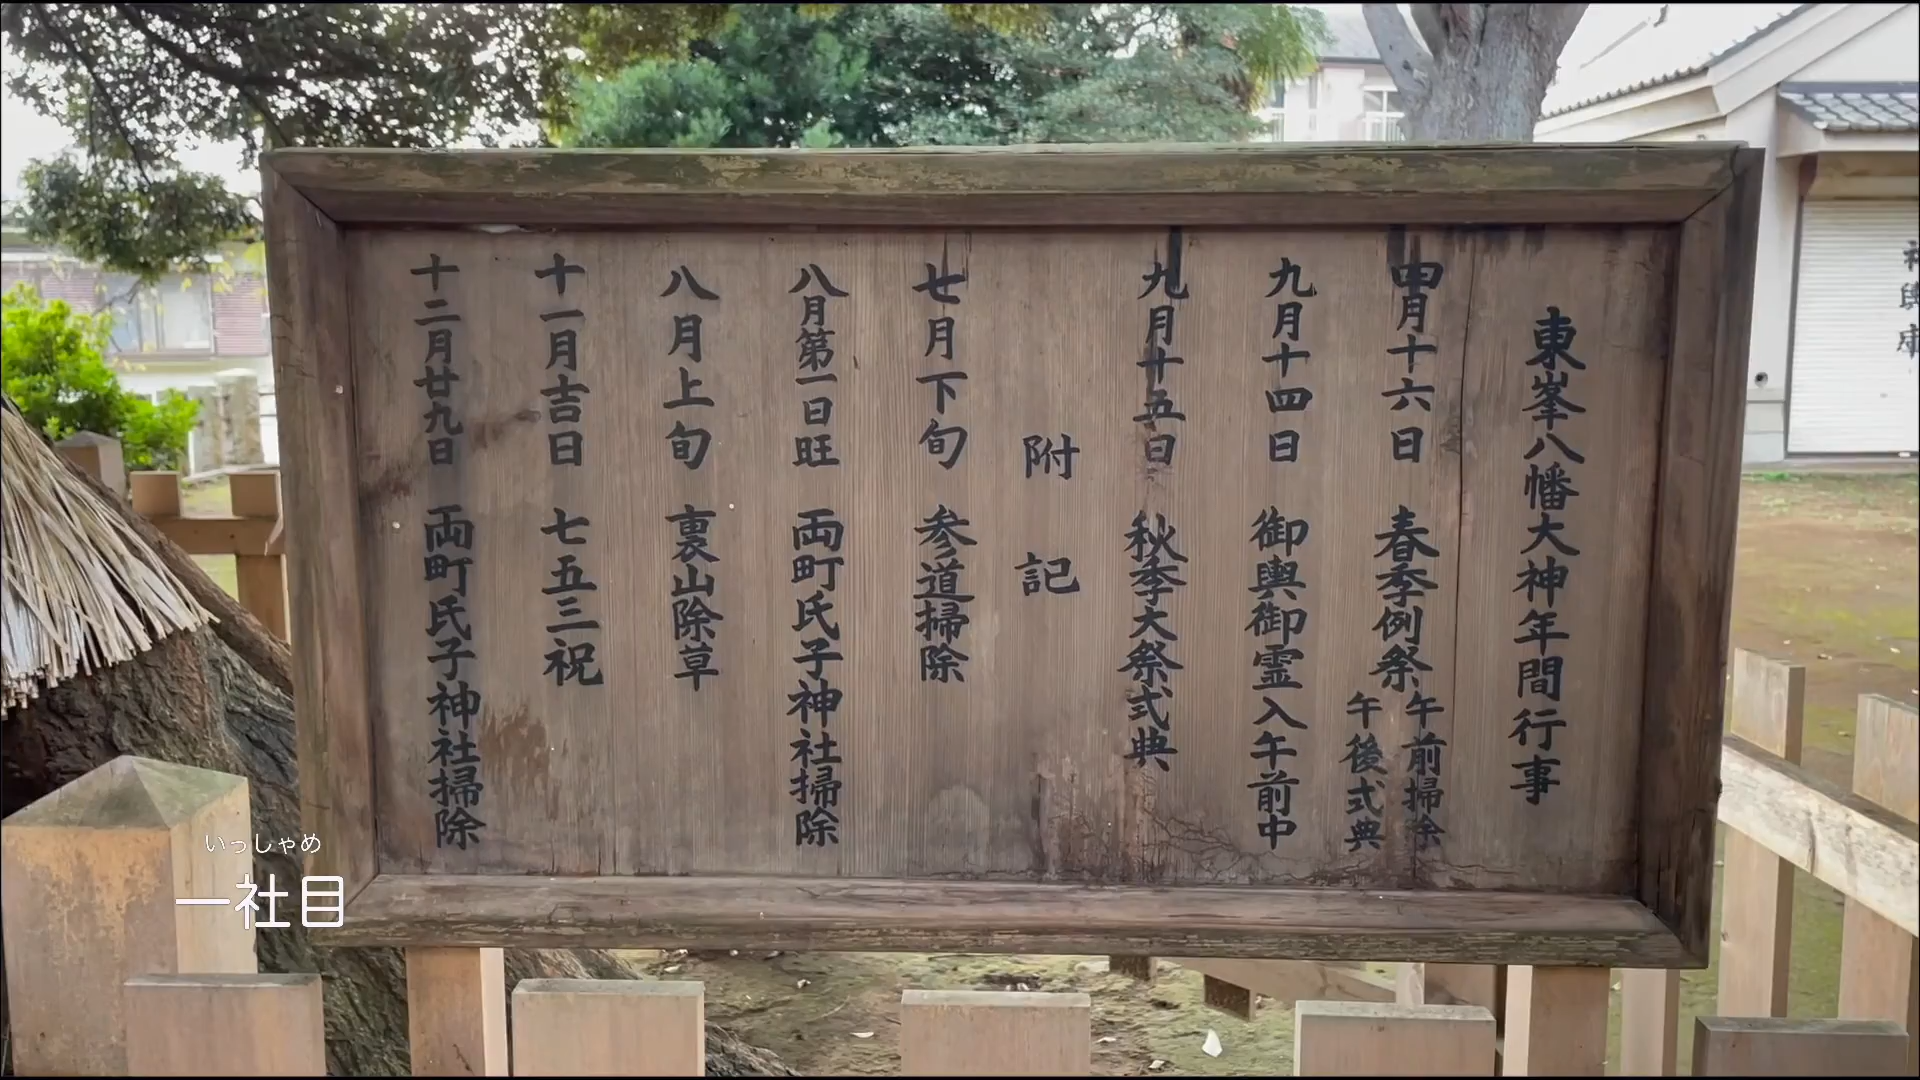 東峯八幡大神年間行事
四月十六日 春季例祭 午前掃除
午後式典
九月十四日 御輿御霊入午前中
九月十五日 秋季大祭式典
附記
七月下旬 参道掃除
八月第一日旺 両町氏子神社掃除
八月上旬 裏山除草
十一月吉日 七五三祝
十二月廿九日 両町氏子神社掃除
神輿庫
いっしゃめ
一社目